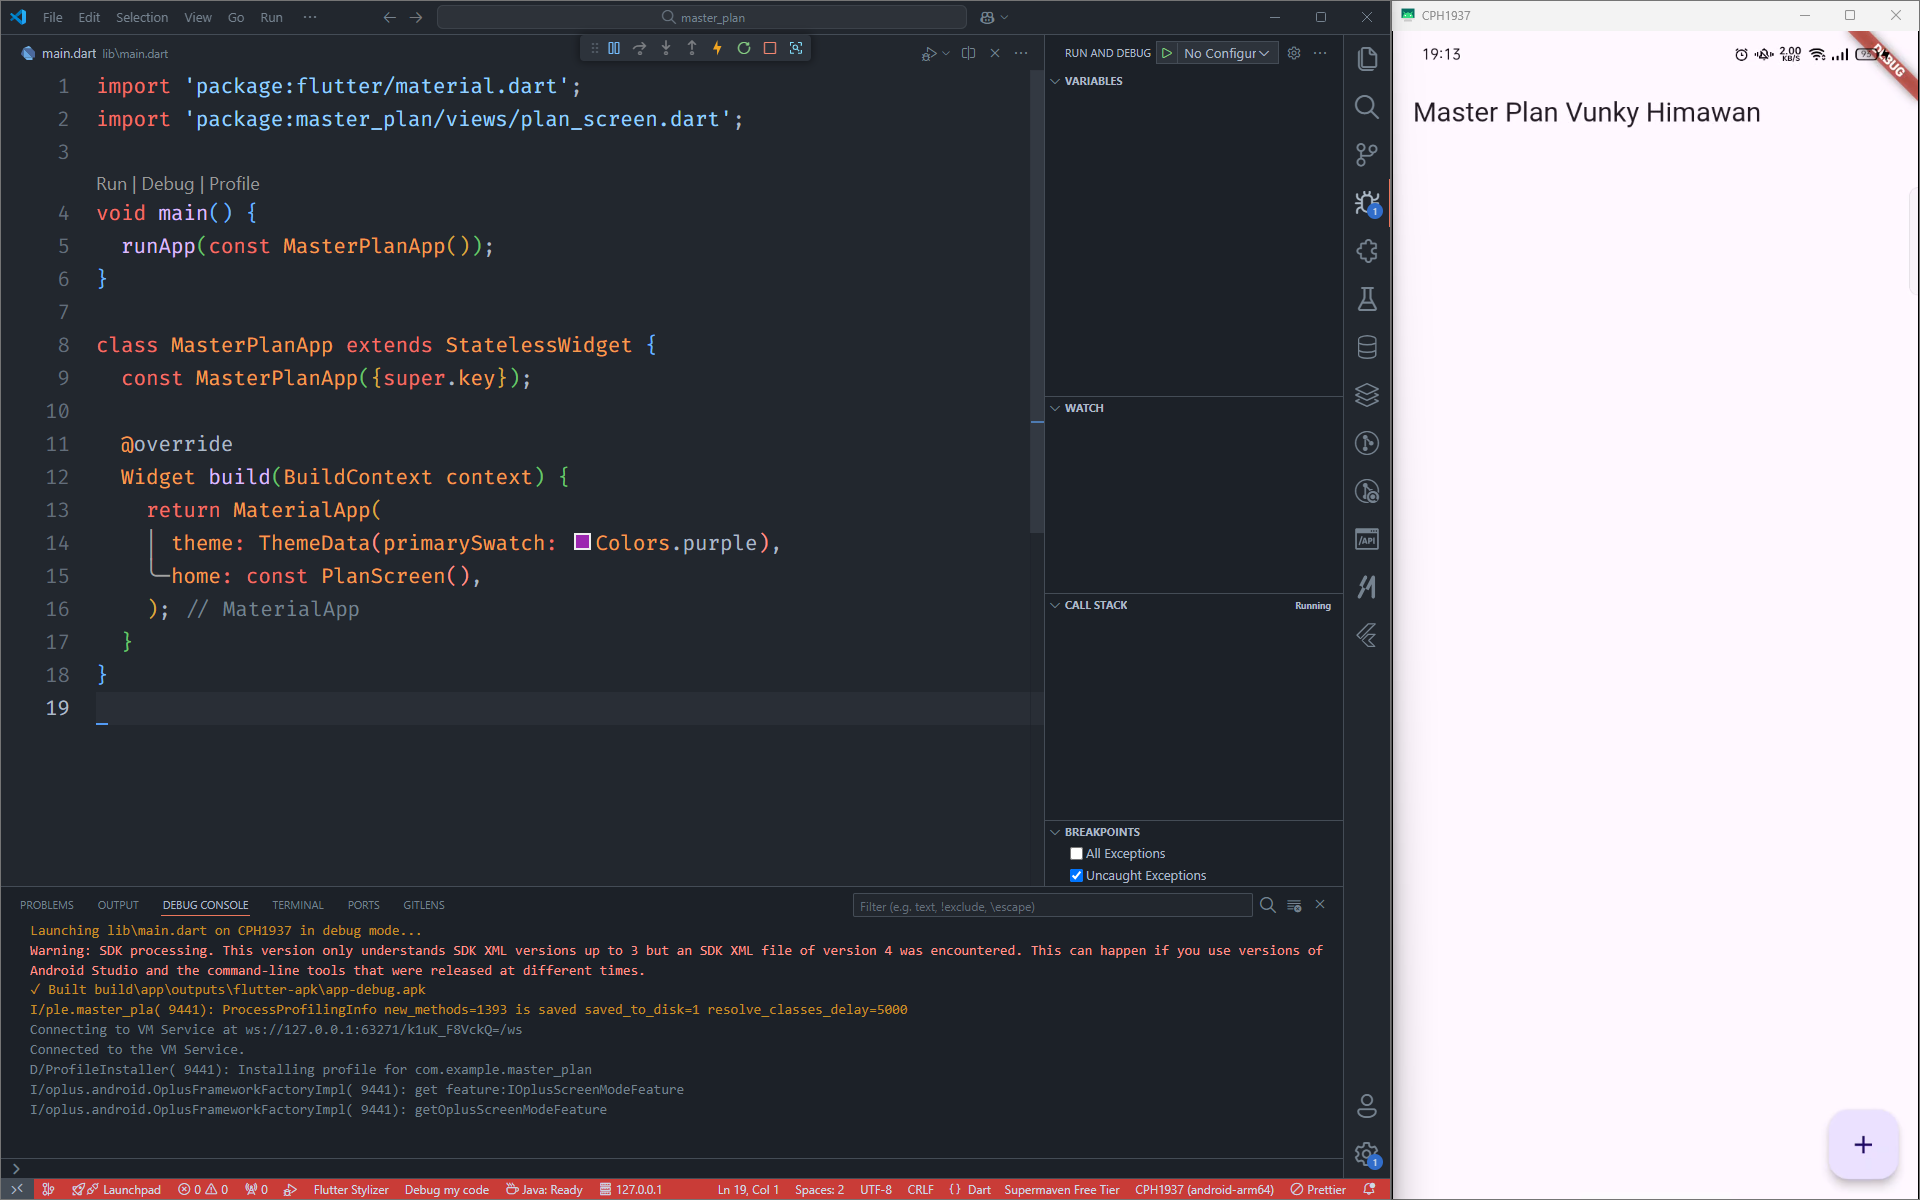 File Edit Selection View Go Run ··· master_plan
main.dart lib\main.dart
1 import 'package:flutter/material.dart';
2 import 'package:master_plan/views/plan_screen.dart';
3
Run | Debug | Profile
4 void main() {
5 runApp(const MasterPlanApp());
6 }
7
8 class MasterPlanApp extends StatelessWidget {
9 const MasterPlanApp({super.key});
10
11 @override
12 Widget build(BuildContext context) {
13 return MaterialApp(
14 theme: ThemeData(primarySwatch: Colors.purple),
15 home: const PlanScreen(),
16 ); // MaterialApp
17 }
18 }
19
RUN AND DEBUG No Configur
VARIABLES
WATCH
CALL STACK Running
BREAKPOINTS
All Exceptions
Uncaught Exceptions
1
/API
1
PROBLEMS OUTPUT DEBUG CONSOLE TERMINAL PORTS GITLENS Filter (e.g. text, !exclude, \escape)
Launching lib\main.dart on CPH1937 in debug mode...
Warning: SDK processing. This version only understands SDK XML versions up to 3 but an SDK XML file of version 4 was encountered. This can happen if you use versions of
Android Studio and the command-line tools that were released at different times.
✓ Built build\app\outputs\flutter-apk\app-debug.apk
I/ple.master_pla( 9441): ProcessProfilingInfo new_methods=1393 is saved saved_to_disk=1 resolve_classes_delay=5000
Connecting to VM Service at ws://127.0.0.1:63271/k1uK_F8VckQ=/ws
Connected to the VM Service.
D/ProfileInstaller( 9441): Installing profile for com.example.master_plan
I/oplus.android.OplusFrameworkFactoryImpl( 9441): get feature:IOplusScreenModeFeature
I/oplus.android.OplusFrameworkFactoryImpl( 9441): getOplusScreenModeFeature
Launchpad 0 0 0 Flutter Stylizer Debug my code Java: Ready 127.0.0.1 Ln 19, Col 1 Spaces: 2 UTF-8 CRLF {} Dart Supermaven Free Tier CPH1937 (android-arm64) Prettier
CPH1937
19:13 2.00 KB/S
DEBUG
Master Plan Vunky Himawan
+